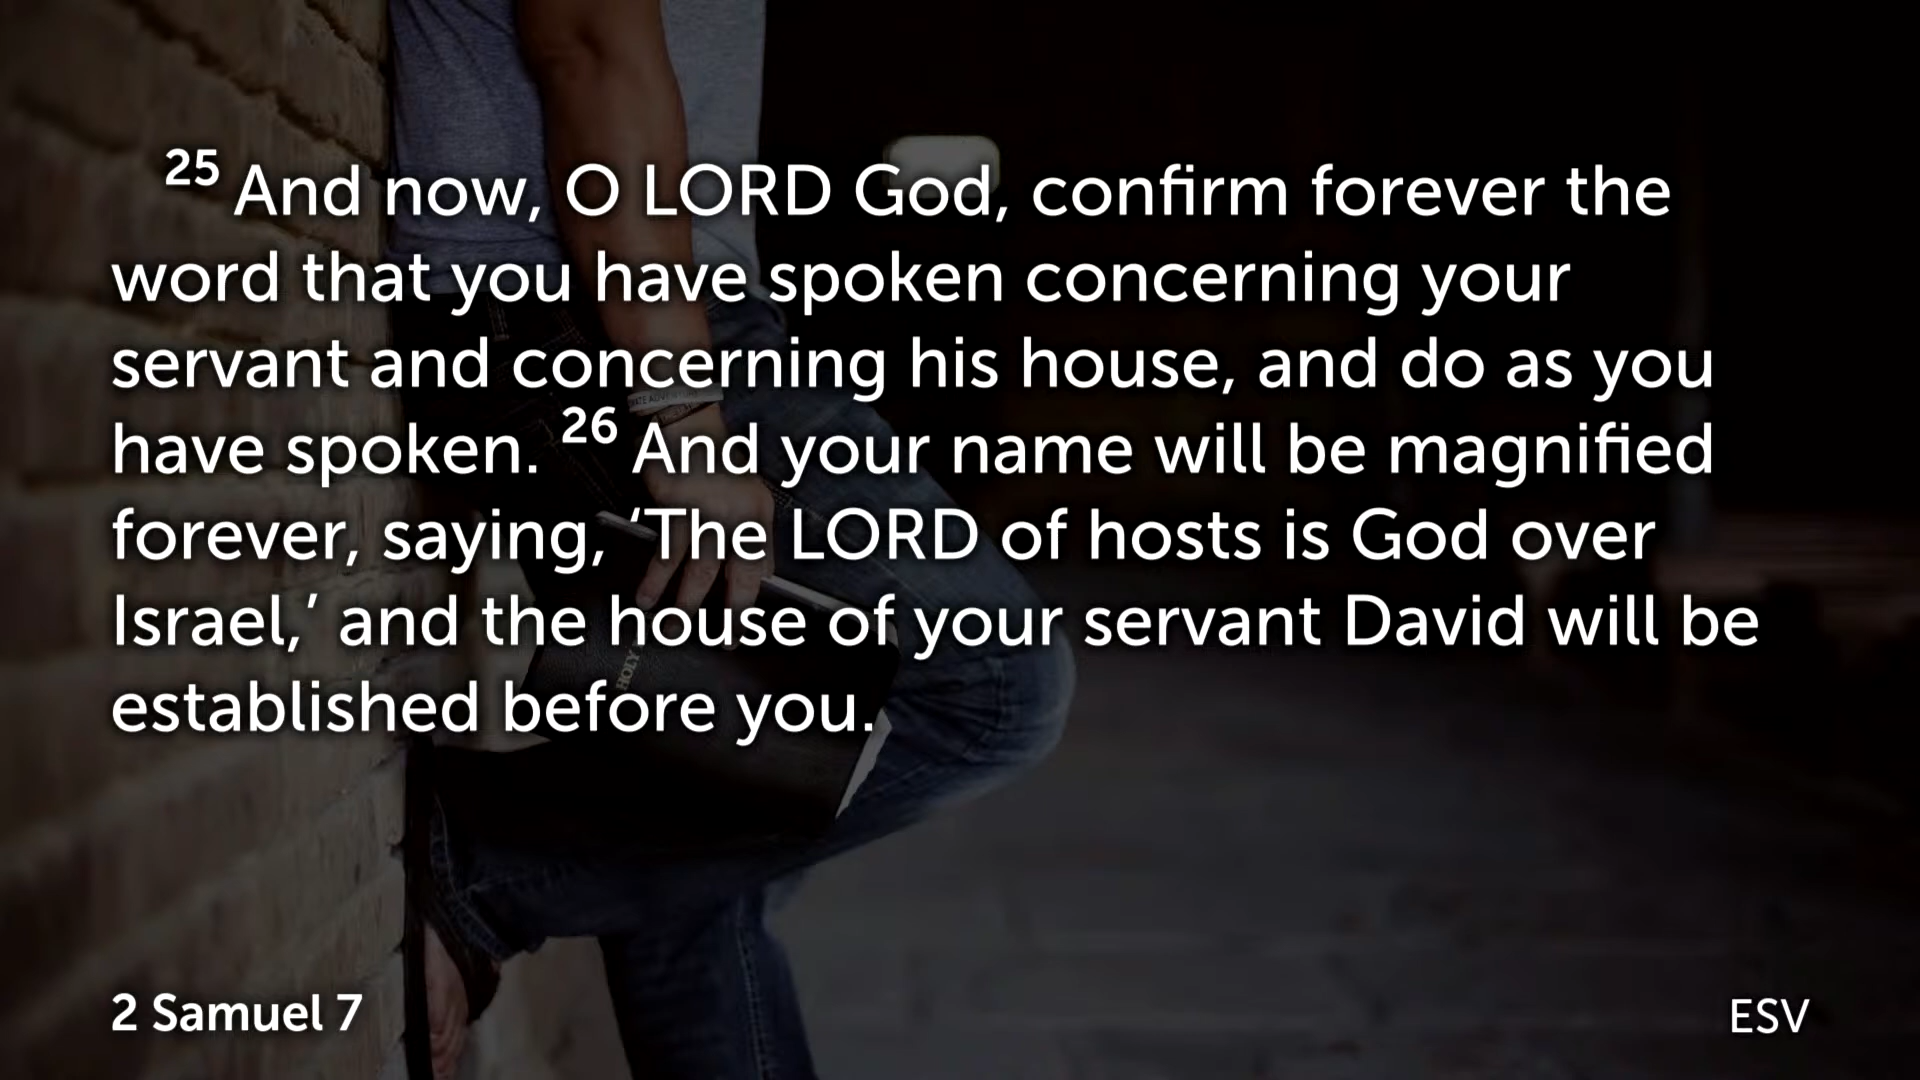 25 And now, O LORD God, confirm forever the
word that you have spoken concerning your
servant and concerning his house, and do as you
have spoken. 26 And your name will be magnified
forever, saying, ‘The LORD of hosts is God over
Israel,’ and the house of your servant David will be
established before you.
HOLY
2 Samuel 7
ESV